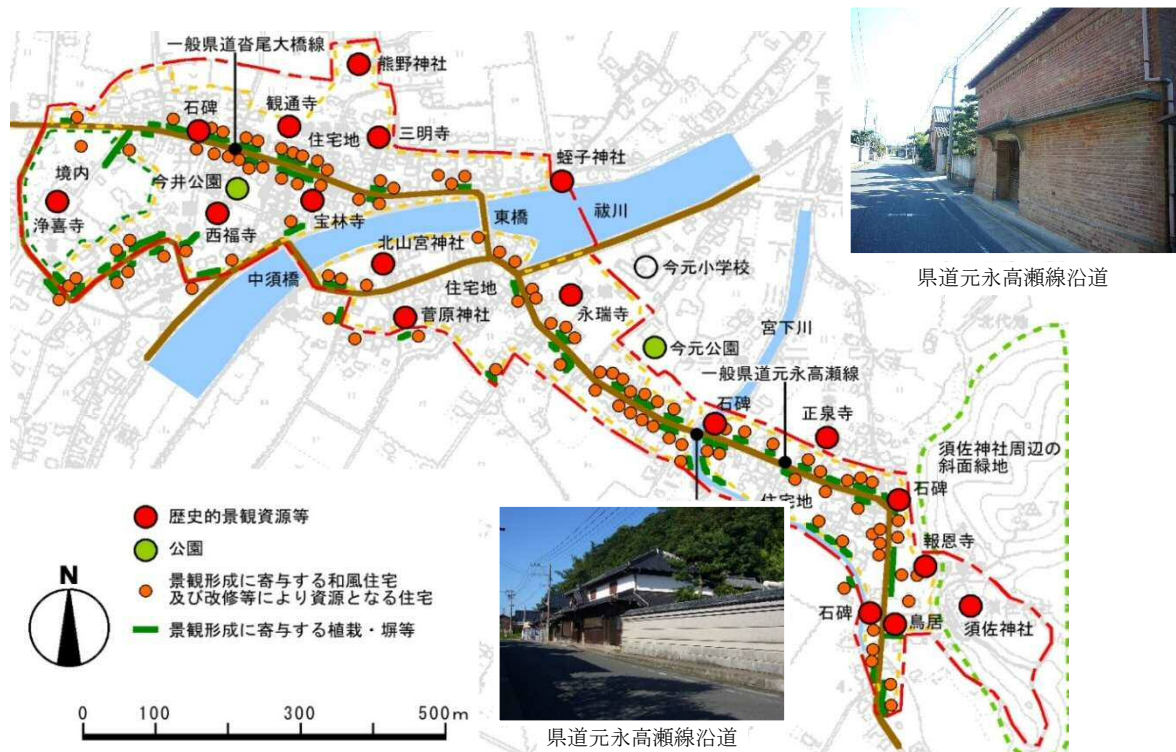 一般県道沓尾大橋線
熊野神社
石碑
観通寺
住宅地
三明寺
蛭子神社
境内
今井公園
浄喜寺
西福寺
宝林寺
東橋
祓川
北山宮神社
中須橋
住宅地
今元小学校
菅原神社
永瑞寺
宮下川
今元公園
一般県道元永高瀬線
石碑
正泉寺
須佐神社周辺の
斜面緑地
石碑
住宅地
報恩寺
石碑
鳥居
須佐神社
県道元永高瀬線沿道
歴史的景観資源等
公園
景観形成に寄与する和風住宅
及び改修等により資源となる住宅
景観形成に寄与する植栽・塀等
N
0 100 300 500m
県道元永高瀬線沿道